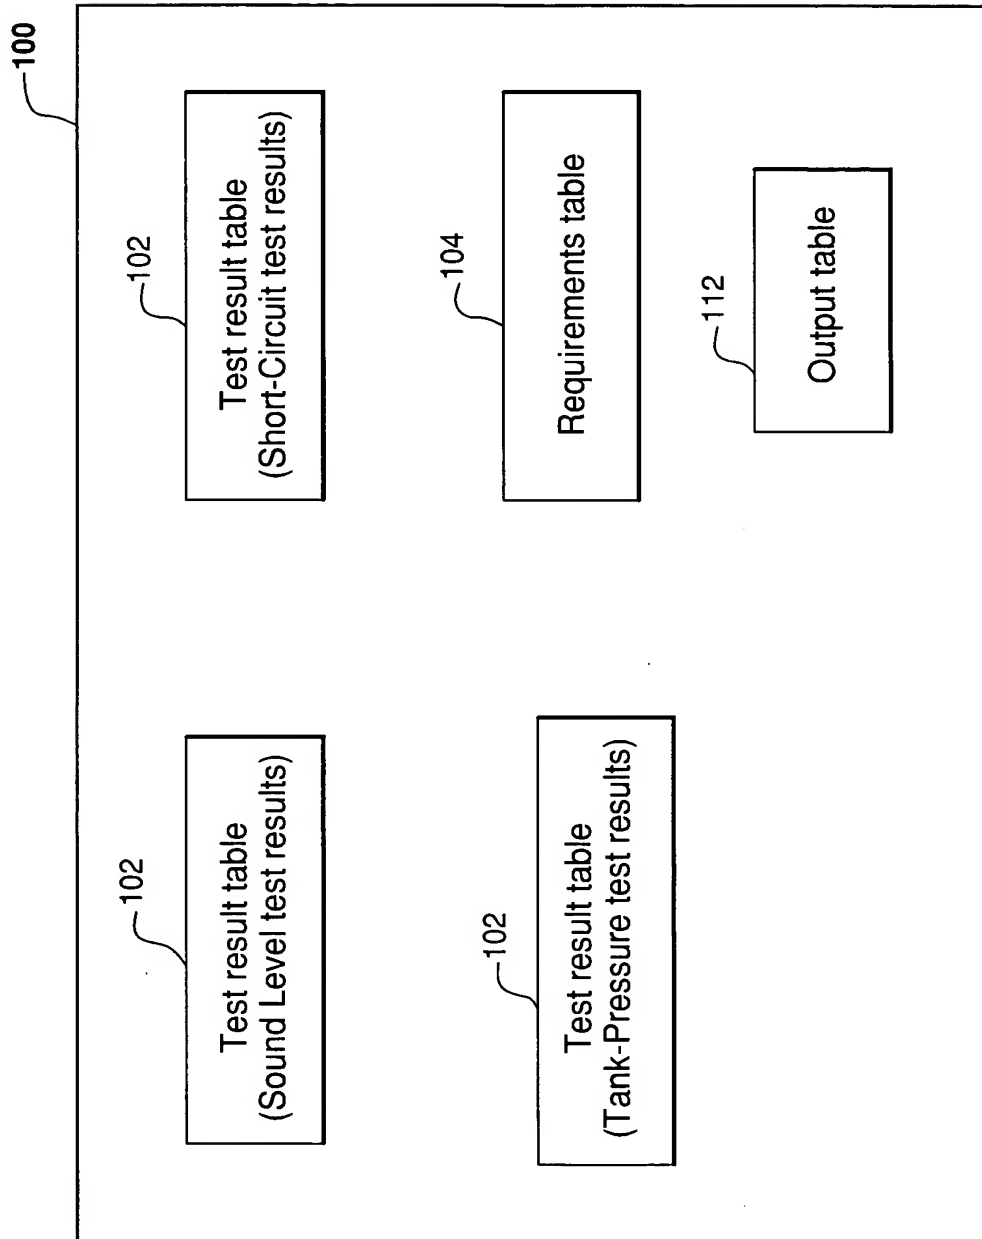 100
102
Test result table
(Sound Level test results)
102
Test result table
(Short-Circuit test results)
102
Test result table
(Tank-Pressure test results)
104
Requirements table
112
Output table